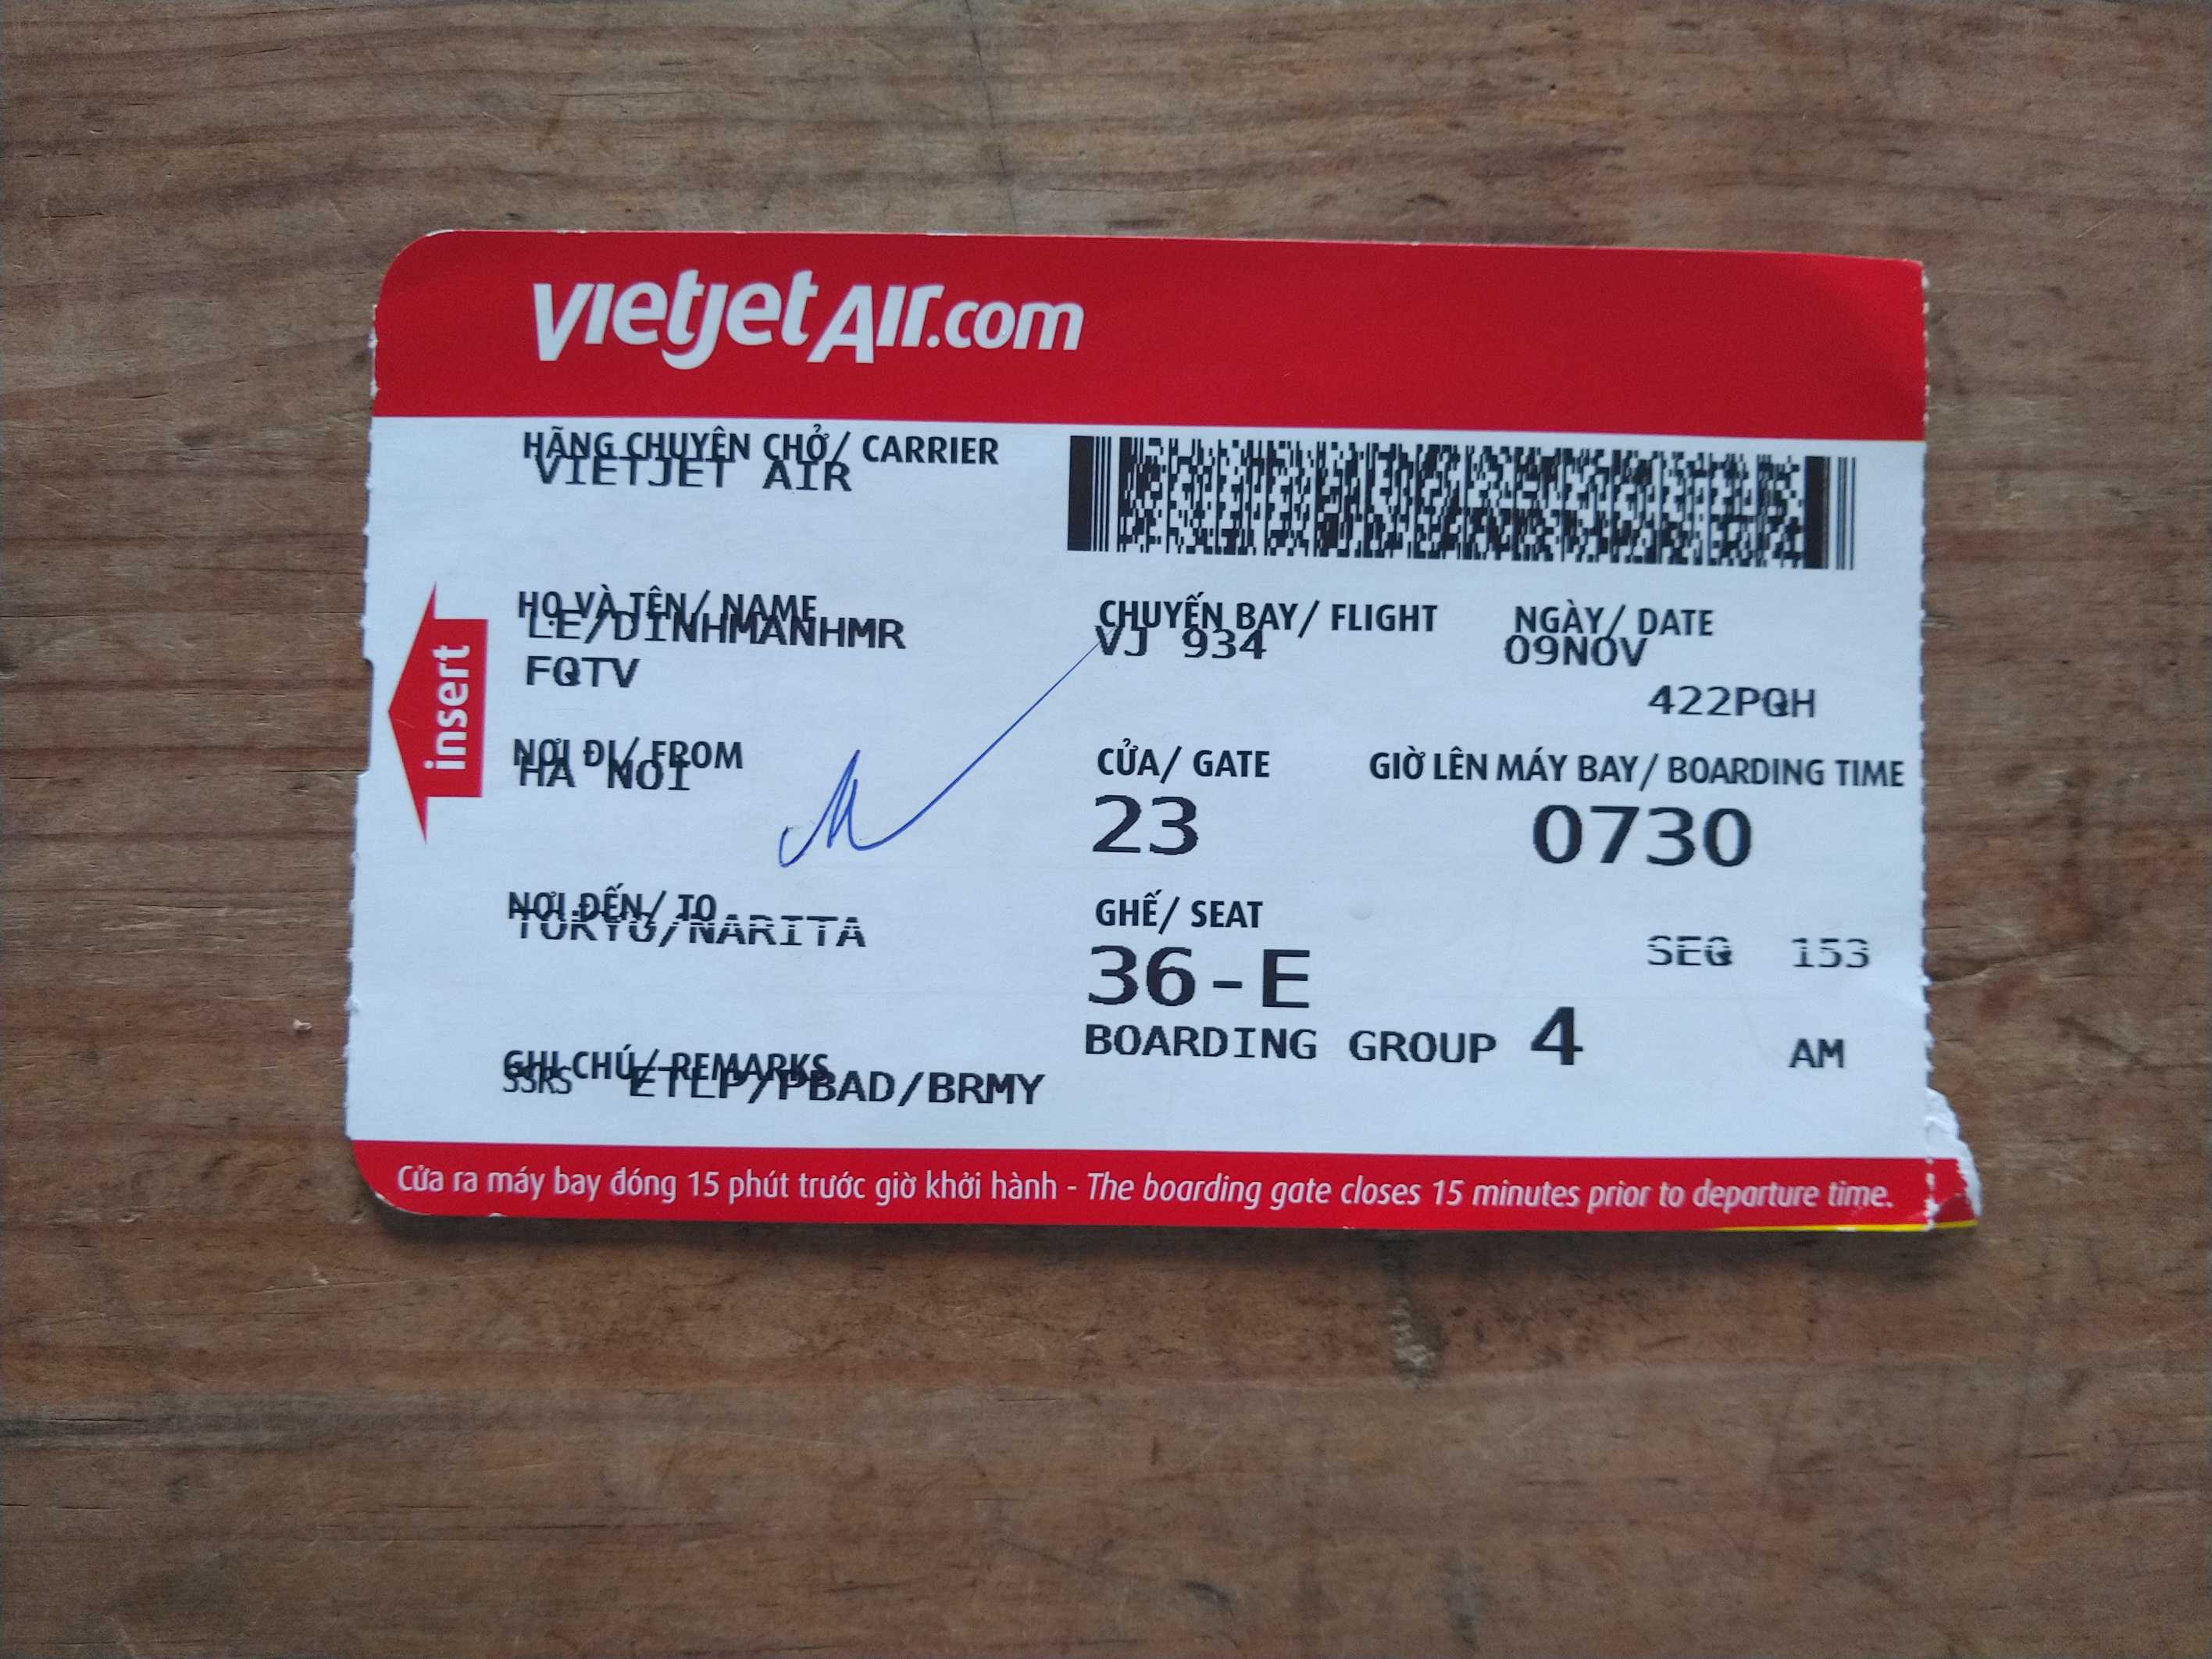 vietjetAir.com
HÃNG CHUYÊN CHỞ/ CARRIER
VIETJET AIR
HỌ VÀ TÊN/ NAME
LE/DINHMANHMR
FQTV
CHUYẾN BAY/ FLIGHT
VJ 934
NGÀY/ DATE
09NOV
422PQH
insert
NƠI ĐI/ FROM
HA NOI
CỬA/ GATE
23
GIỜ LÊN MÁY BAY/ BOARDING TIME
0730
NƠI ĐẾN/ TO
TOKYO/NARITA
GHẾ/ SEAT
36-E
SEQ 153
BOARDING GROUP 4
AM
GHI CHÚ/ REMARKS
SSRS ETLP/PBAD/BRMY
Cửa ra máy bay đóng 15 phút trước giờ khởi hành - The boarding gate closes 15 minutes prior to departure time.